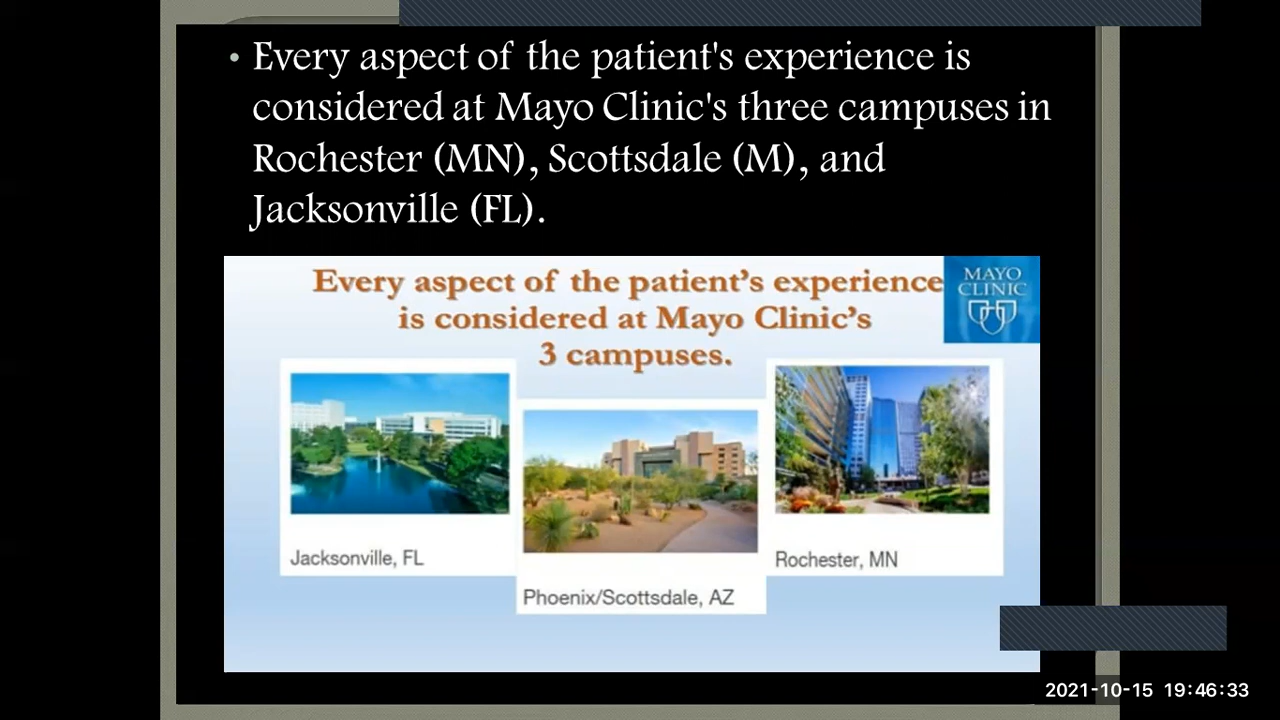 • Every aspect of the patient's experience is
considered at Mayo Clinic's three campuses in
Rochester (MN), Scottsdale (M), and
Jacksonville (FL).
Every aspect of the patient’s experience
is considered at Mayo Clinic’s
3 campuses.
MAYO
CLINIC
Jacksonville, FL
Phoenix/Scottsdale, AZ
Rochester, MN
2021-10-15 19:46:33